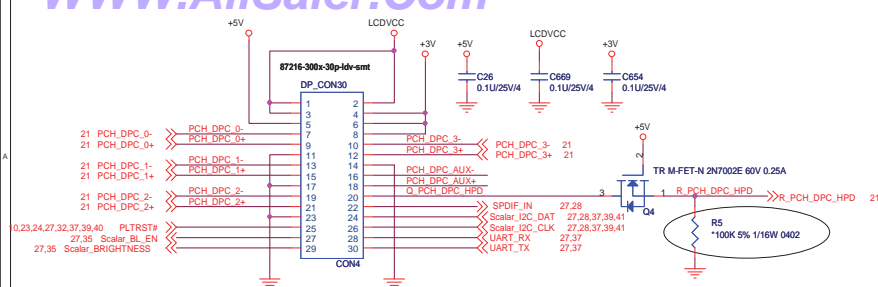 WWW.AliSaler.Com
+5V
LCDVCC
+3V
+5V
LCDVCC
+3V
87216-300x-30p-ldv-smt
DP_CON30
C26
0.1U/25V/4
C669
0.1U/25V/4
C654
0.1U/25V/4
1 2
3 4
5 6
7 8
9 10
11 12
13 14
15 16
17 18
19 20
21 22
23 24
25 26
27 28
29 30
CON4
21 PCH_DPC_0- PCH_DPC_0-
21 PCH_DPC_0+ PCH_DPC_0+
21 PCH_DPC_1- PCH_DPC_1-
21 PCH_DPC_1+ PCH_DPC_1+
21 PCH_DPC_2- PCH_DPC_2-
21 PCH_DPC_2+ PCH_DPC_2+
0,23,24,27,32,37,39,40 PLTRST#
27,35 Scalar_BL_EN
27,35 Scalar_BRIGHTNESS
PCH_DPC_3- PCH_DPC_3- 21
PCH_DPC_3+ PCH_DPC_3+ 21
PCH_DPC_AUX-
PCH_DPC_AUX+
Q_PCH_DPC_HPD
SPDIF_IN 27,28
Scalar_I2C_DAT 27,28,37,39,41
Scalar_I2C_CLK 27,28,37,39,41
UART_RX 27,37
UART_TX 27,37
+5V
2
TR M-FET-N 2N7002E 60V 0.25A
3 1 R_PCH_DPC_HPD R_PCH_DPC_HPD 21
Q4
R5
*100K 5% 1/16W 0402
A